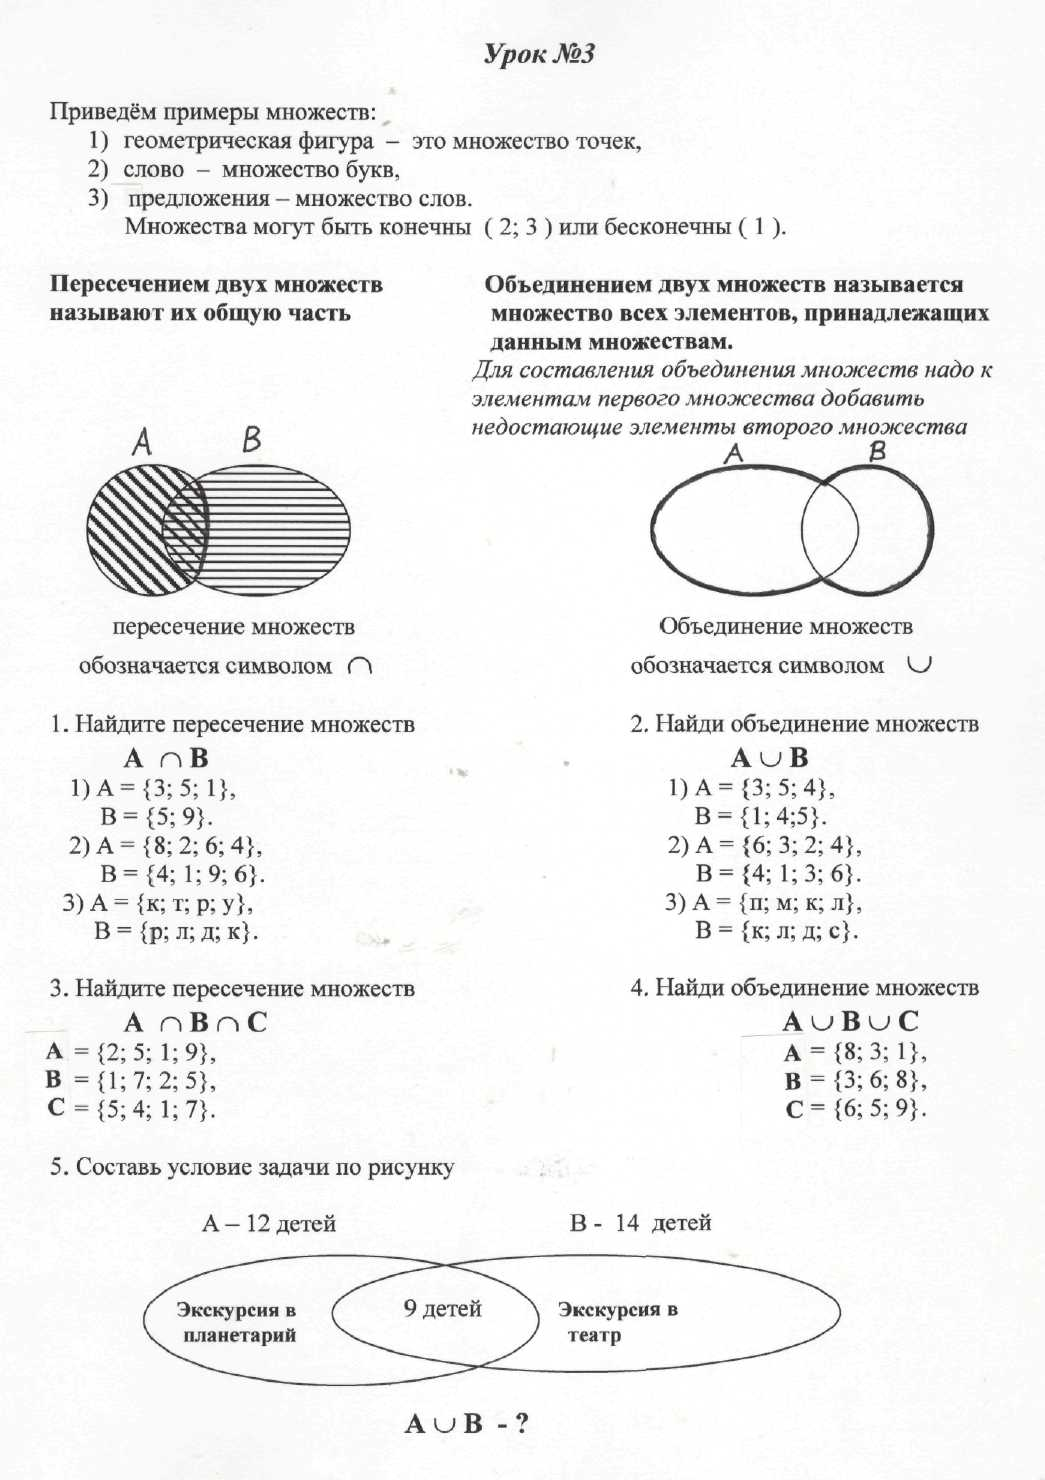 Урок №3
Приведём примеры множеств:
1) геометрическая фигура – это множество точек,
2) слово – множество букв,
3) предложения – множество слов.
Множества могут быть конечны ( 2; 3 ) или бесконечны ( 1 ).
Пересечением двух множеств
называют их общую часть
Объединением двух множеств называется
множество всех элементов, принадлежащих
данным множествам.
Для составления объединения множеств надо к
элементам первого множества добавить
недостающие элементы второго множества
A B
A B
пересечение множеств
обозначается символом ∩
Объединение множеств
обозначается символом ∪
1. Найдите пересечение множеств
А ∩ В
1) А = {3; 5; 1},
В = {5; 9}.
2) А = {8; 2; 6; 4},
В = {4; 1; 9; 6}.
3) А = {к; т; р; у},
В = {р; л; д; к}.
2. Найди объединение множеств
А ∪ В
1) А = {3; 5; 4},
В = {1; 4;5}.
2) А = {6; 3; 2; 4},
В = {4; 1; 3; 6}.
3) А = {п; м; к; л},
В = {к; л; д; с}.
3. Найдите пересечение множеств
А ∩ В ∩ С
А = {2; 5; 1; 9},
В = {1; 7; 2; 5},
С = {5; 4; 1; 7}.
4. Найди объединение множеств
А ∪ В ∪ С
А = {8; 3; 1},
В = {3; 6; 8},
С = {6; 5; 9}.
5. Составь условие задачи по рисунку
А – 12 детей В - 14 детей
Экскурсия в
планетарий
9 детей
Экскурсия в
театр
А ∪ В - ?